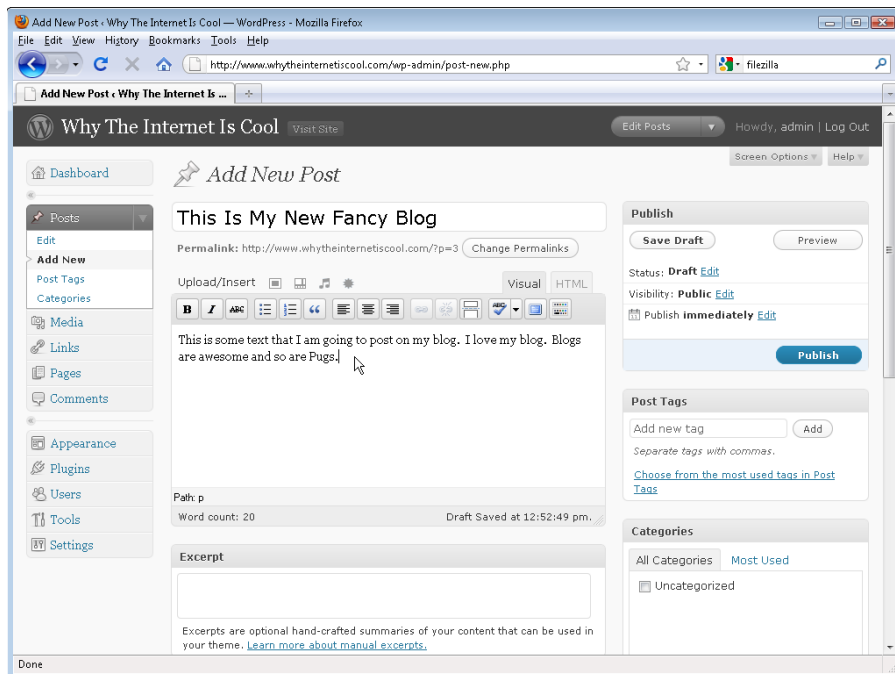 Add New Post ‹ Why The Internet Is Cool — WordPress - Mozilla Firefox
File Edit View History Bookmarks Tools Help
http://www.whytheinternetiscool.com/wp-admin/post-new.php
filezilla
Add New Post ‹ Why The Internet Is ...
Why The Internet Is Cool
Visit Site
Edit Posts
Howdy, admin | Log Out
Screen Options
Help
Dashboard
Posts
Edit
Add New
Post Tags
Categories
Media
Links
Pages
Comments
Appearance
Plugins
Users
Tools
Settings
Add New Post
This Is My New Fancy Blog
Permalink: http://www.whytheinternetiscool.com/?p=3 Change Permalinks
Upload/Insert
Visual HTML
B I ABC
ABC
This is some text that I am going to post on my blog. I love my blog. Blogs
are awesome and so are Pugs.
Path: p
Word count: 20 Draft Saved at 12:52:49 pm.
Excerpt
Excerpts are optional hand-crafted summaries of your content that can be used in
your theme. Learn more about manual excerpts.
Publish
Save Draft Preview
Status: Draft Edit
Visibility: Public Edit
Publish immediately Edit
Publish
Post Tags
Add new tag Add
Separate tags with commas.
Choose from the most used tags in Post
Tags
Categories
All Categories Most Used
Uncategorized
Done